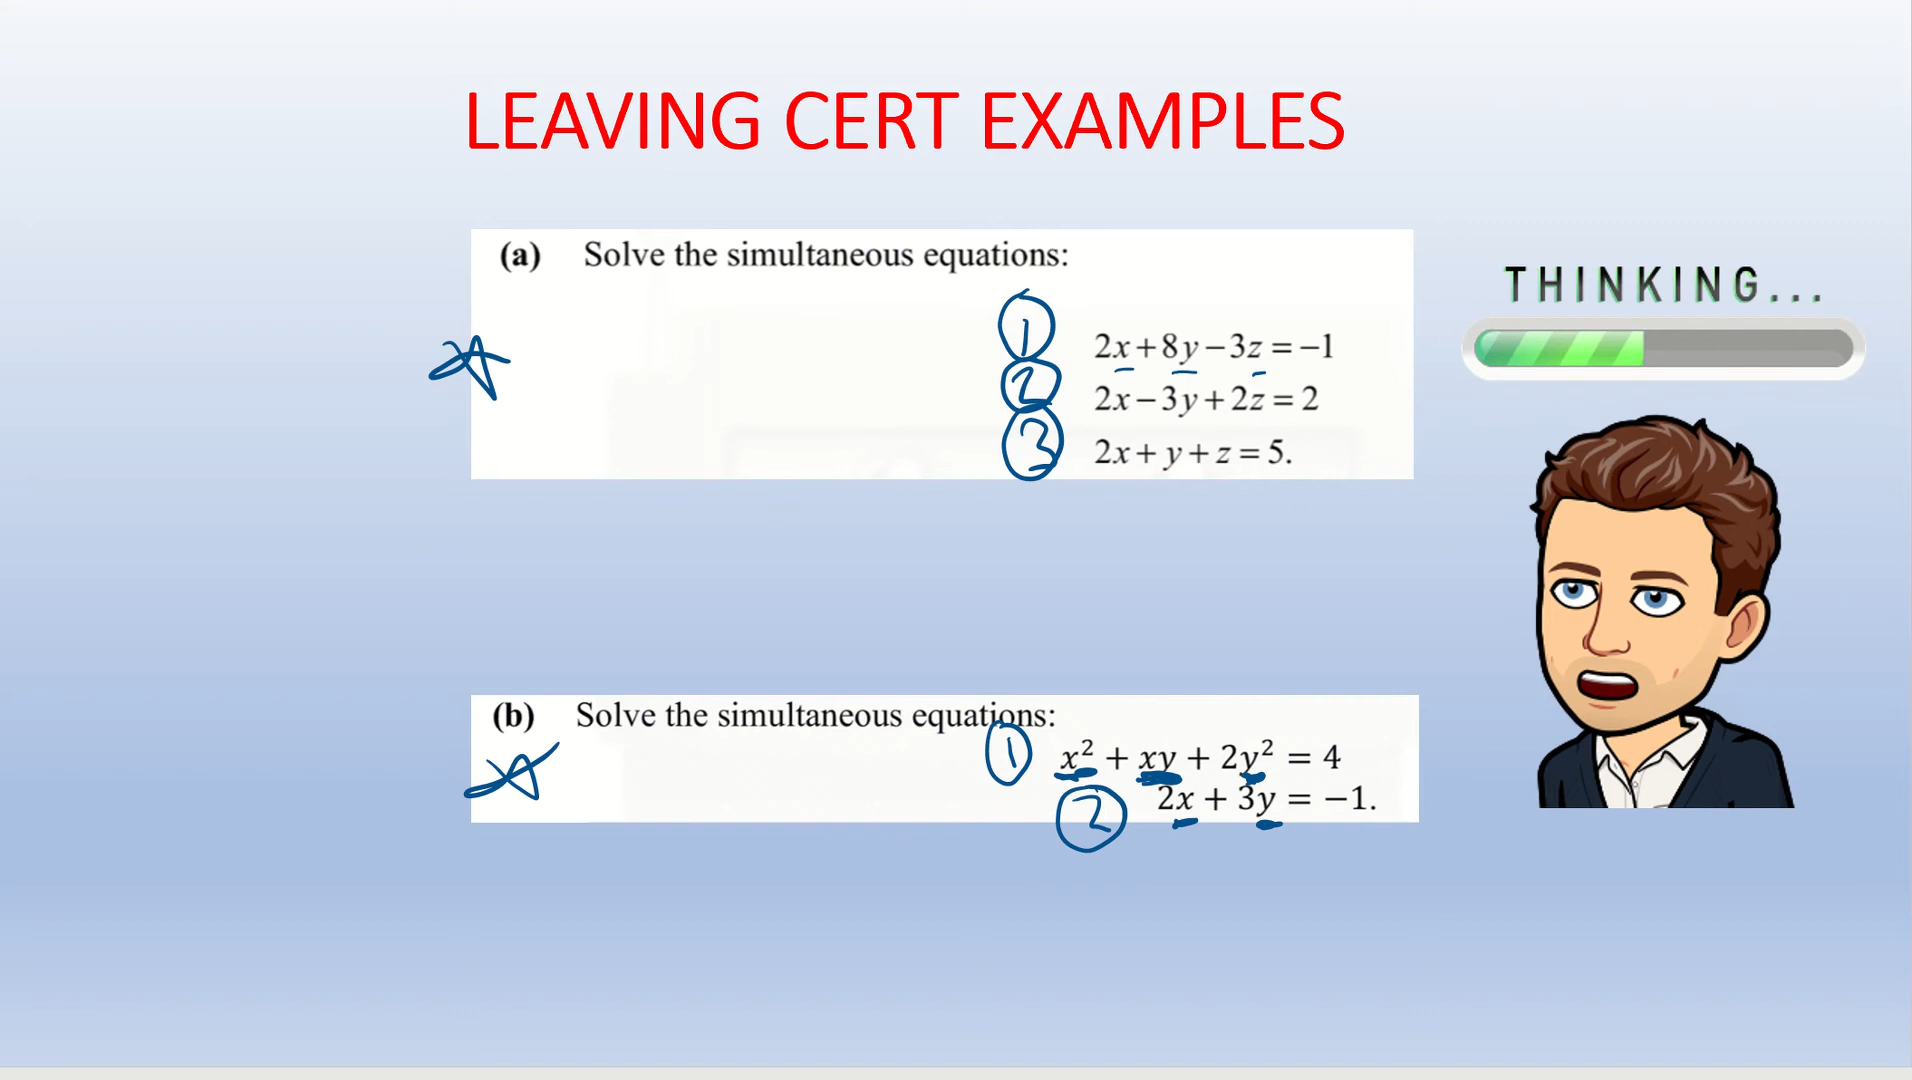 LEAVING CERT EXAMPLES
(a) Solve the simultaneous equations:
THINKING...
1 2x + 8y − 3z = −1
2 2x − 3y + 2z = 2
3 2x + y + z = 5.
(b) Solve the simultaneous equations:
1 x² + xy + 2y² = 4
2 2x + 3y = −1.